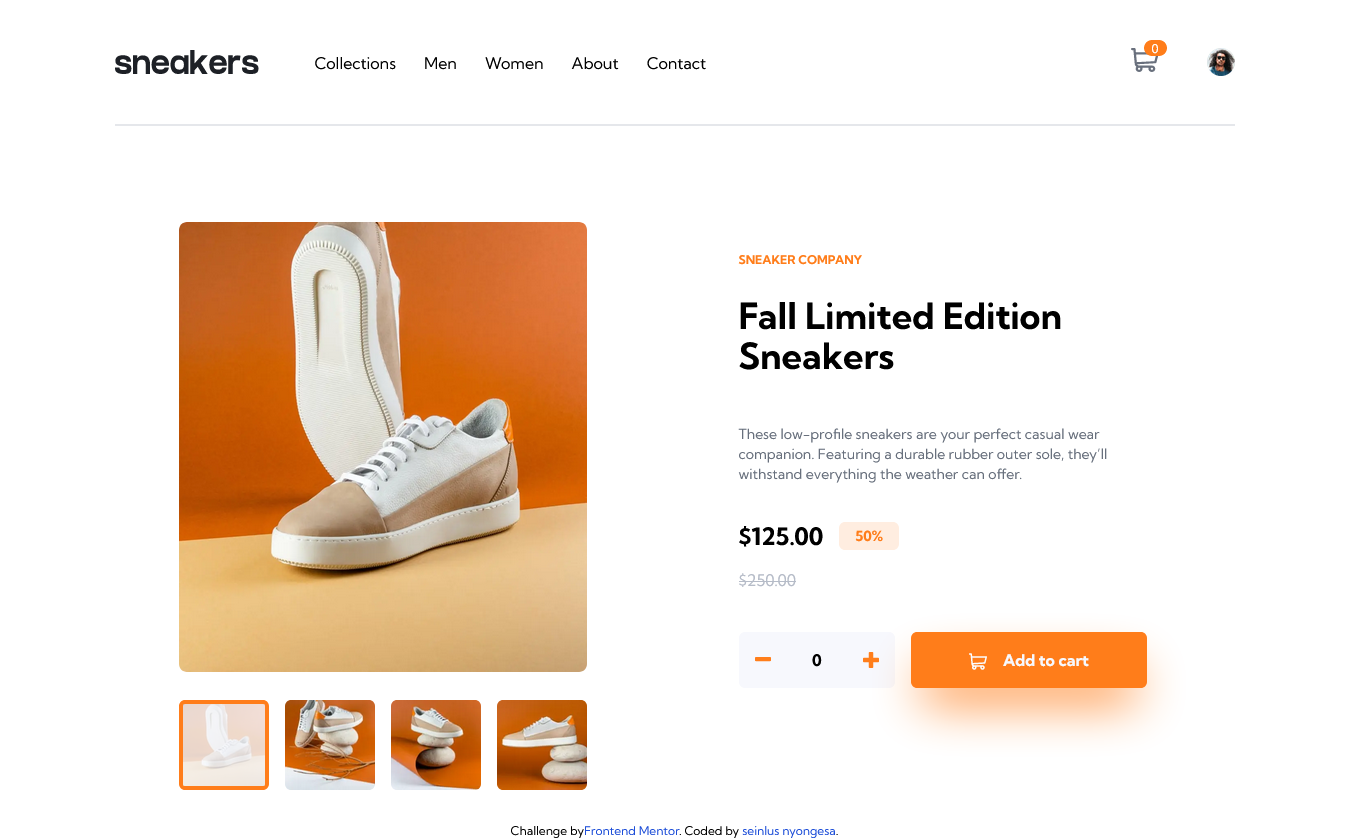 sneakers
Collections Men Women About Contact
0
SNEAKER COMPANY
Fall Limited Edition
Sneakers
These low-profile sneakers are your perfect casual wear
companion. Featuring a durable rubber outer sole, they’ll
withstand everything the weather can offer.
$125.00 50%
$250.00
0
Add to cart
Challenge byFrontend Mentor. Coded by seinlus nyongesa.